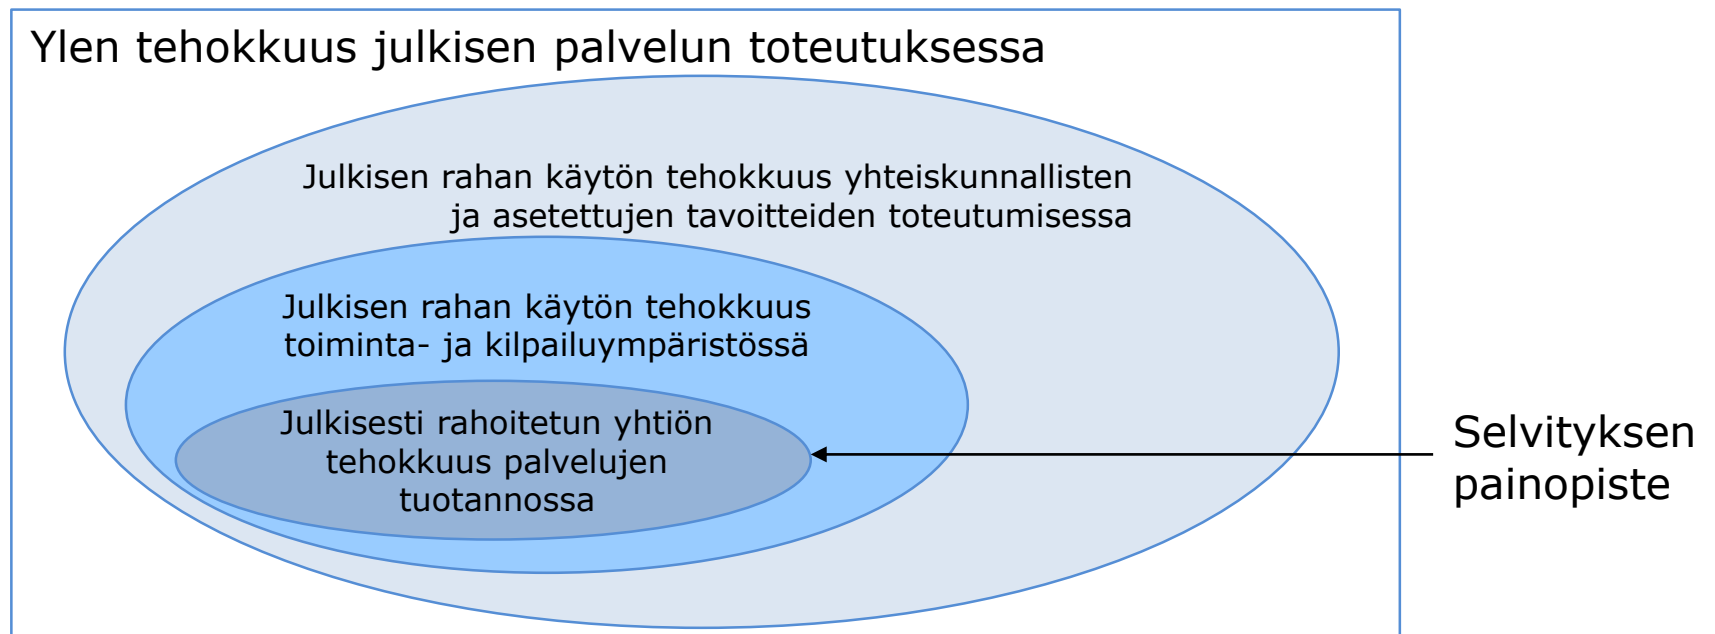 Ylen tehokkuus julkisen palvelun toteutuksessa
Julkisen rahan käytön tehokkuus yhteiskunnallisten
ja asetettujen tavoitteiden toteutumisessa
Julkisen rahan käytön tehokkuus
toiminta- ja kilpailuympäristössä
Julkisesti rahoitetun yhtiön
tehokkuus palvelujen
tuotannossa
Selvityksen
painopiste